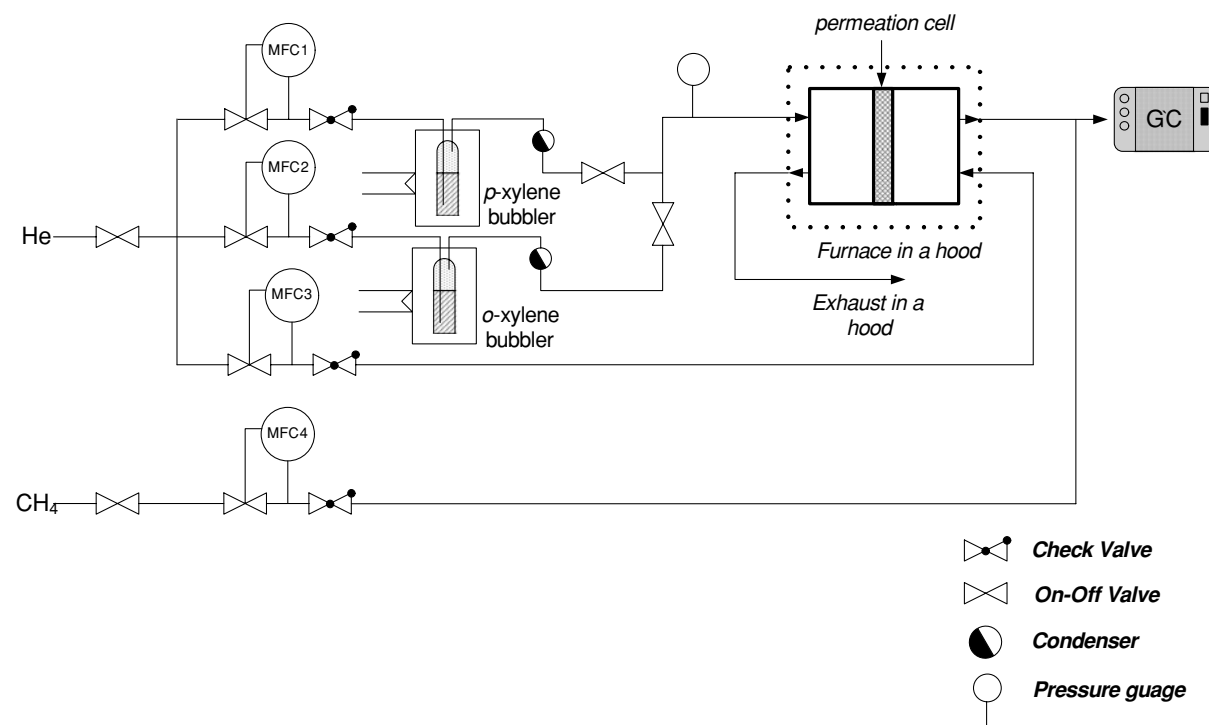 permeation cell
MFC1
G`C
MFC2
p-xylene
bubbler
He
Furnace in a hood
MFC3
Exhaust in a
hood
o-xylene
bubbler
MFC4
CH4
Check Valve
On-Off Valve
Condenser
Pressure guage